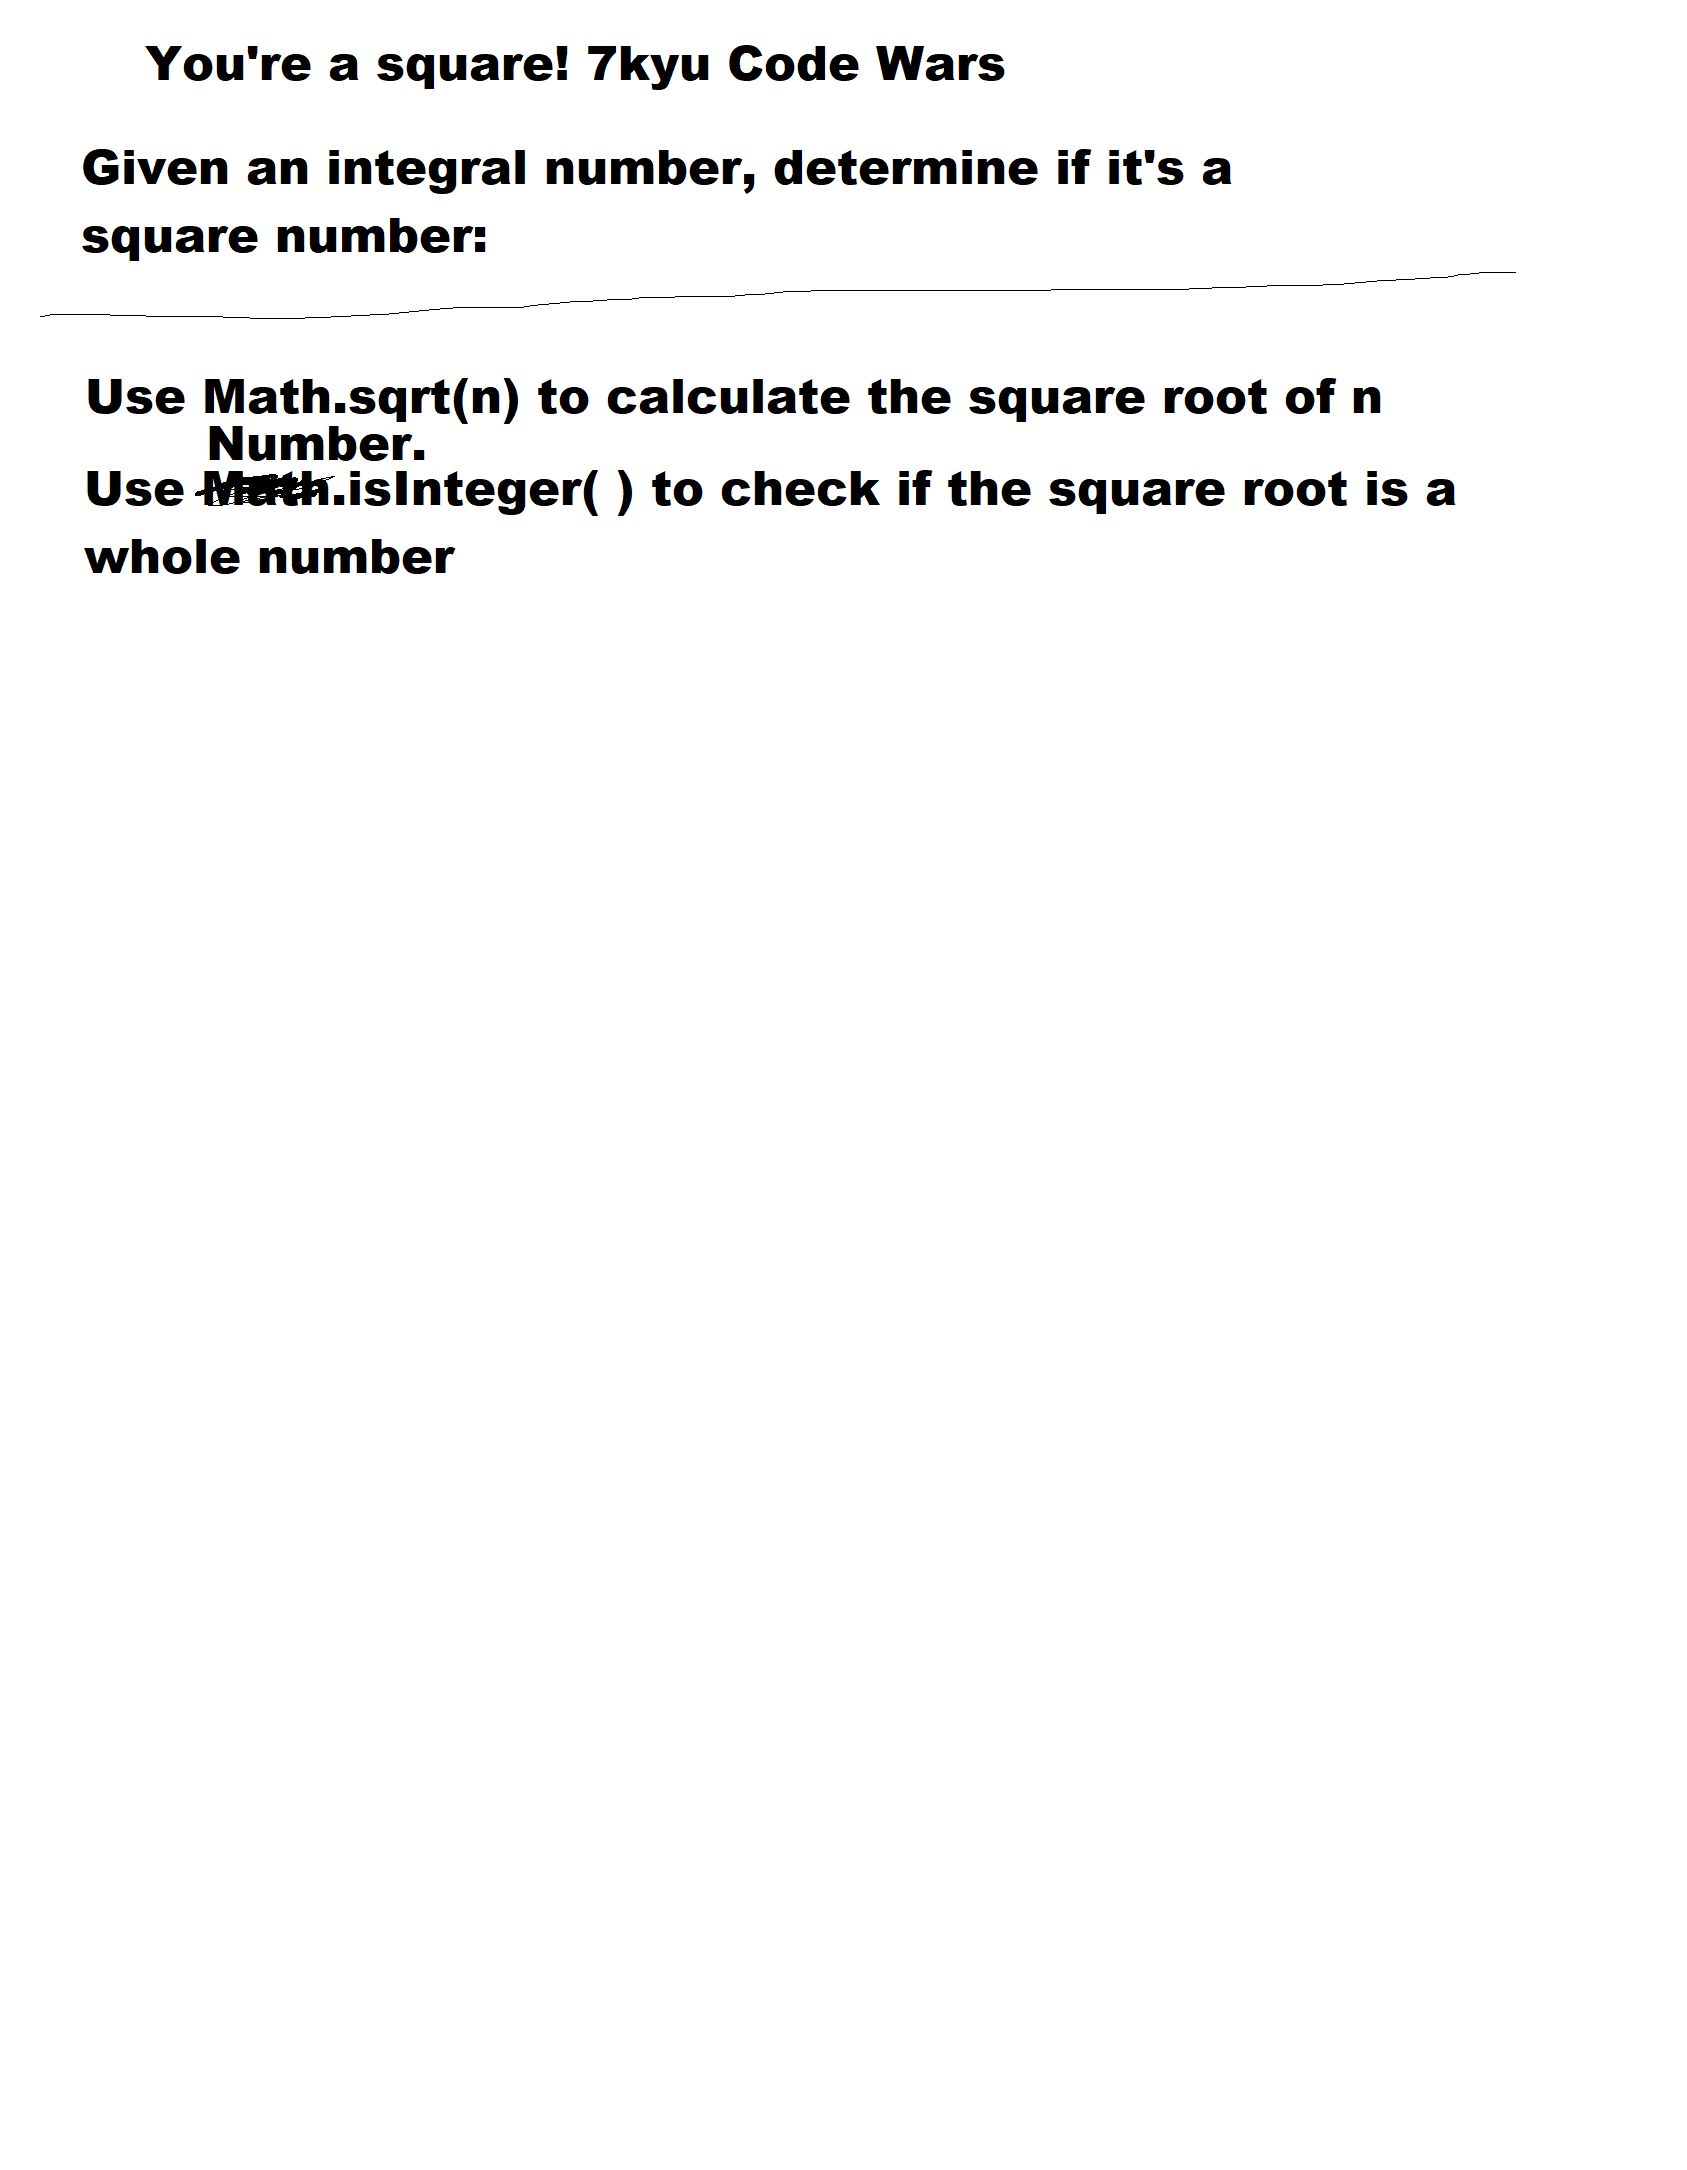 You're a square! 7kyu Code Wars
Given an integral number, determine if it's a
square number:
Use Math.sqrt(n) to calculate the square root of n
Number.
Use Math.isInteger( ) to check if the square root is a
whole number